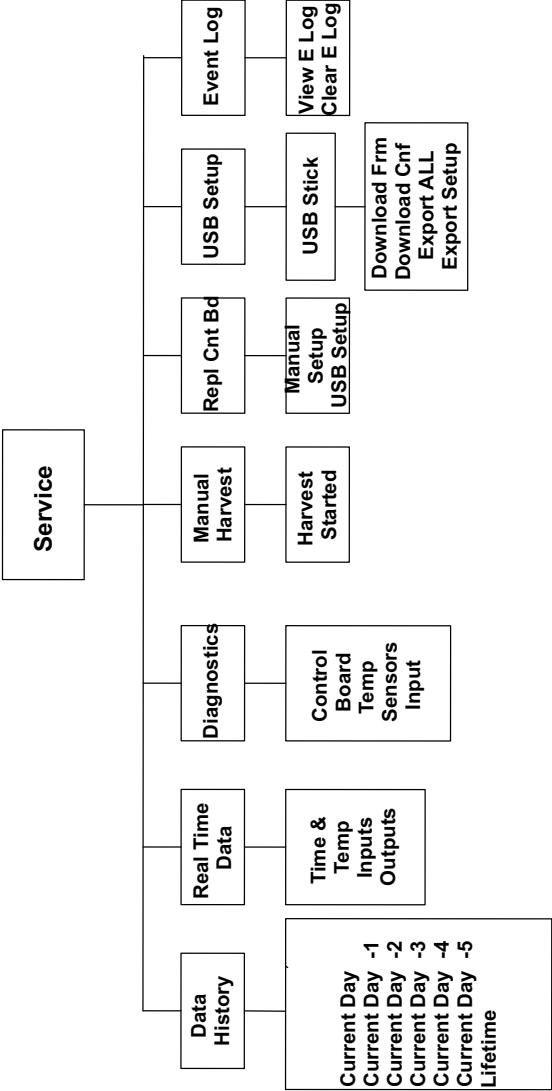 Service
Data
History
Real Time
Data
Diagnostics
Manual
Harvest
Repl Cnt Bd
USB Setup
Event Log
Current Day
Current Day -1
Current Day -2
Current Day -3
Current Day -4
Current Day -5
Lifetime
Time &
Temp
Inputs
Outputs
Control
Board
Temp
Sensors
Input
Harvest
Started
Manual
Setup
USB Setup
USB Stick
View E Log
Clear E Log
Download Frm
Download Cnf
Export ALL
Export Setup